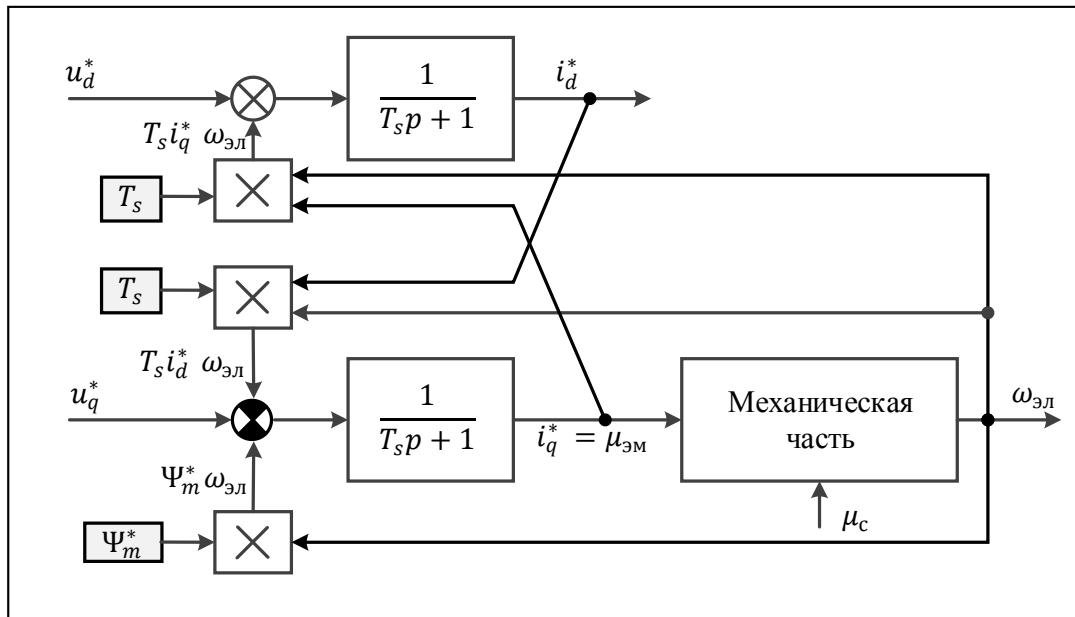 u_d^*
1
T_s p + 1
i_d^*
T_s i_q^* ω_эл
T_s
T_s
T_s i_d^* ω_эл
u_q^*
1
T_s p + 1
i_q^* = μ_эм
Механическая
часть
ω_эл
Ψ_m^* ω_эл
Ψ_m^*
μ_с